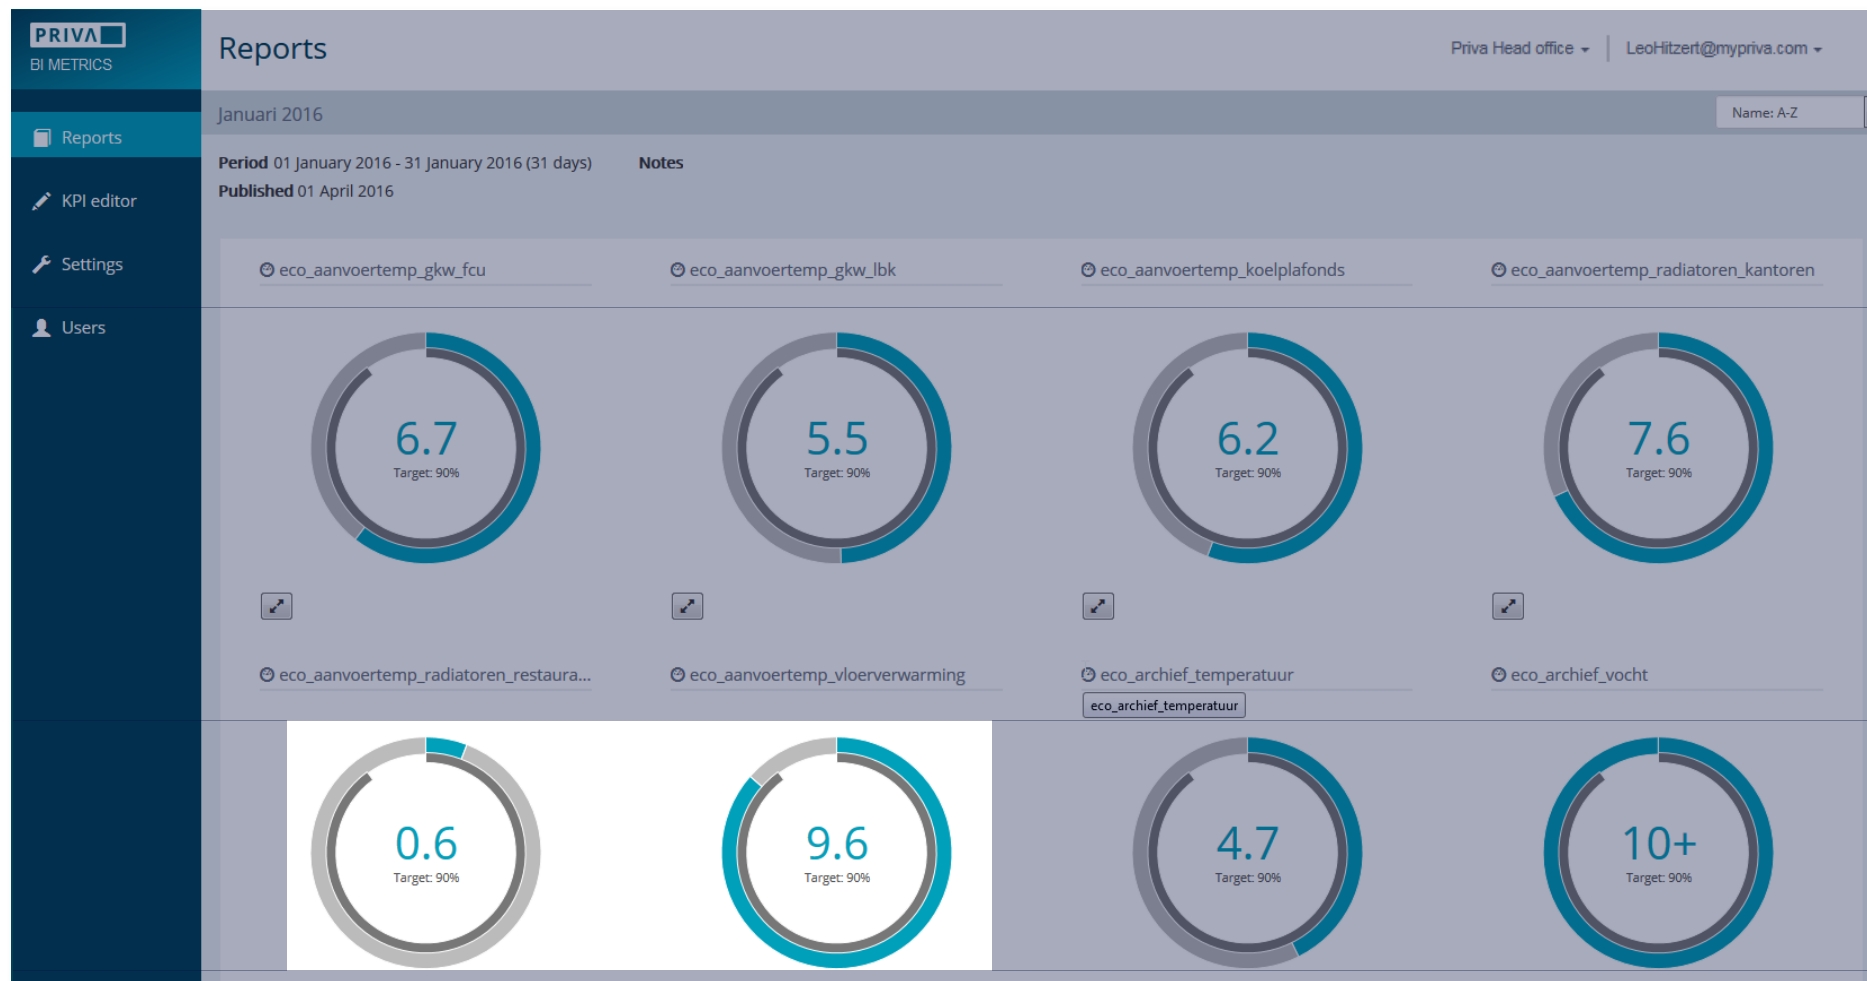 PRIVA
BI METRICS
Reports
Priva Head office
LeoHitzert@mypriva.com
Januari 2016
Name: A-Z
Reports
KPI editor
Settings
Users
Period 01 January 2016 - 31 January 2016 (31 days)
Notes
Published 01 April 2016
eco_aanvoertemp_gkw_fcu
eco_aanvoertemp_gkw_lbk
eco_aanvoertemp_koelplafonds
eco_aanvoertemp_radiatoren_kantoren
6.7
Target: 90%
5.5
Target: 90%
6.2
Target: 90%
7.6
Target: 90%
eco_aanvoertemp_radiatoren_restaura...
eco_aanvoertemp_vloerverwarming
eco_archief_temperatuur
eco_archief_temperatuur
eco_archief_vocht
0.6
Target: 90%
9.6
Target: 90%
4.7
Target: 90%
10+
Target: 90%